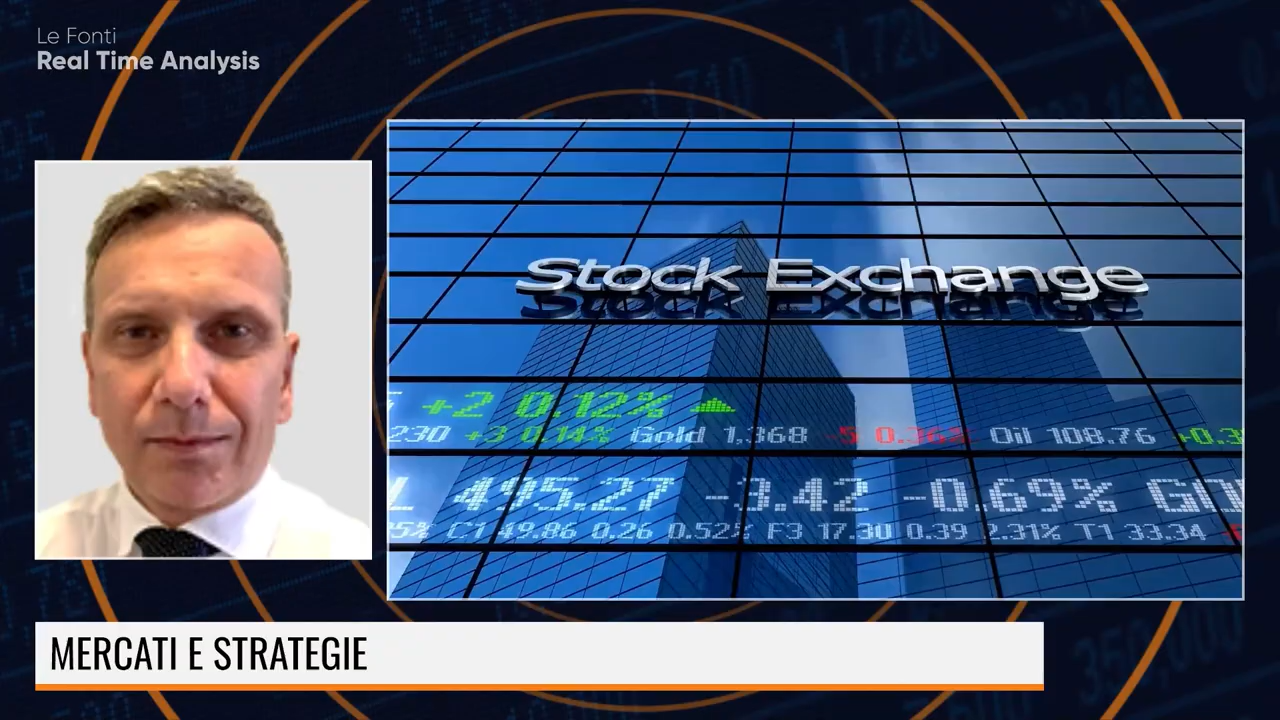 Le Fonti
Real Time Analysis
Stock Exchange
+2 0.12%
230 +3 0.14% Gold 1,368 -5 0.36% Oil 108.76 +0.3
495.27 -3.42 -0.69%
C1 49.86 0.26 0.52% F3 17.30 0.39 2.31% T1 33.34
MERCATI E STRATEGIE